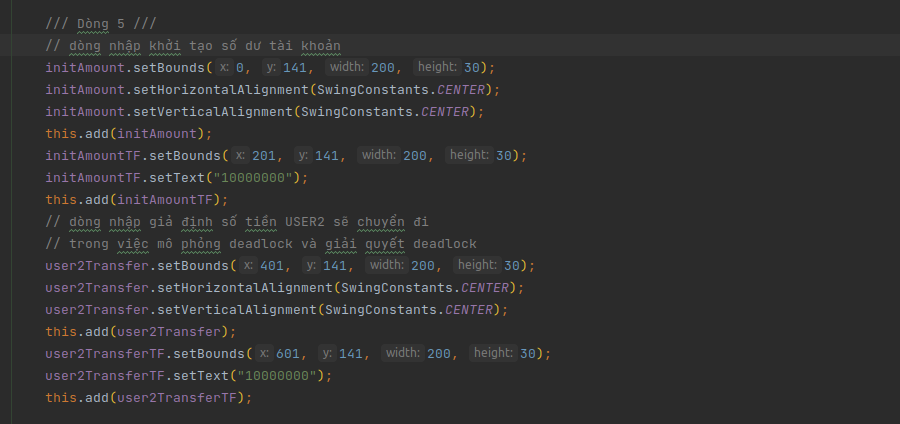 /// Dòng 5 ///
// dòng nhập khởi tạo số dư tài khoản
initAmount.setBounds( x: 0, y: 141, width: 200, height: 30);
initAmount.setHorizontalAlignment(SwingConstants.CENTER);
initAmount.setVerticalAlignment(SwingConstants.CENTER);
this.add(initAmount);
initAmountTF.setBounds( x: 201, y: 141, width: 200, height: 30);
initAmountTF.setText("10000000");
this.add(initAmountTF);
// dòng nhập giả định số tiền USER2 sẽ chuyển đi
// trong việc mô phỏng deadlock và giải quyết deadlock
user2Transfer.setBounds( x: 401, y: 141, width: 200, height: 30);
user2Transfer.setHorizontalAlignment(SwingConstants.CENTER);
user2Transfer.setVerticalAlignment(SwingConstants.CENTER);
this.add(user2Transfer);
user2TransferTF.setBounds( x: 601, y: 141, width: 200, height: 30);
user2TransferTF.setText("10000000");
this.add(user2TransferTF);